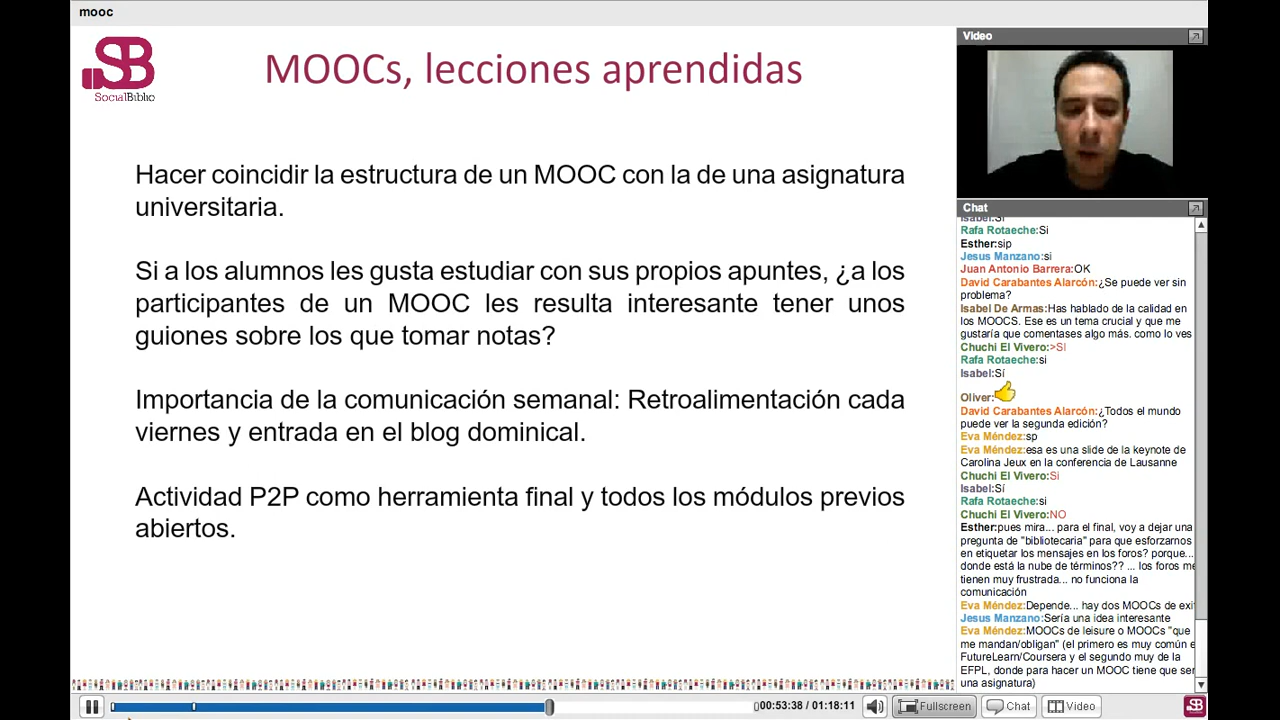 mooc
SB
SocialBiblio
MOOCs, lecciones aprendidas
Hacer coincidir la estructura de un MOOC con la de una asignatura
universitaria.
Si a los alumnos les gusta estudiar con sus propios apuntes, ¿a los
participantes de un MOOC les resulta interesante tener unos
guiones sobre los que tomar notas?
Importancia de la comunicación semanal: Retroalimentación cada
viernes y entrada en el blog dominical.
Actividad P2P como herramienta final y todos los módulos previos
abiertos.
Video
Chat
Isabel:Sí
Rafa Rotaeche:Si
Esther:sip
Jesus Manzano:si
Juan Antonio Barrera:OK
David Carabantes Alarcón:¿Se puede ver sin
problema?
Isabel De Armas:Has hablado de la calidad en
los MOOCS. Ese es un tema crucial y que me
gustaría que comentases algo más. como lo ves
Chuchi El Vivero:>SI
Rafa Rotaeche:si
Isabel:Sí
Oliver:
David Carabantes Alarcón:¿Todos el mundo
puede ver la segunda edición?
Eva Méndez:sp
Eva Méndez:esa es una slide de la keynote de
Carolina Jeux en la conferencia de Lausanne
Chuchi El Vivero:Si
Isabel:Sí
Rafa Rotaeche:si
Chuchi El Vivero:NO
Esther:pues mira... para el final, voy a dejar una
pregunta de "bibliotecaria" para que esforzarnos
en etiquetar los mensajes en los foros? porque...
donde está la nube de términos?? ... los foros me
tienen muy frustrada... no funciona la
comunicación
Eva Méndez:Depende... hay dos MOOCs de exit
Jesus Manzano:Sería una idea interesante
Eva Méndez:MOOCs de leisure o MOOCs "que
me mandan/obligan" (el primero es muy común e
FutureLearn/Coursera y el segundo muy de la
EFPL, donde para hacer un MOOC tiene que ser
una asignatura)
00:53:38 / 01:18:11
Fullscreen
Chat
Video
SB